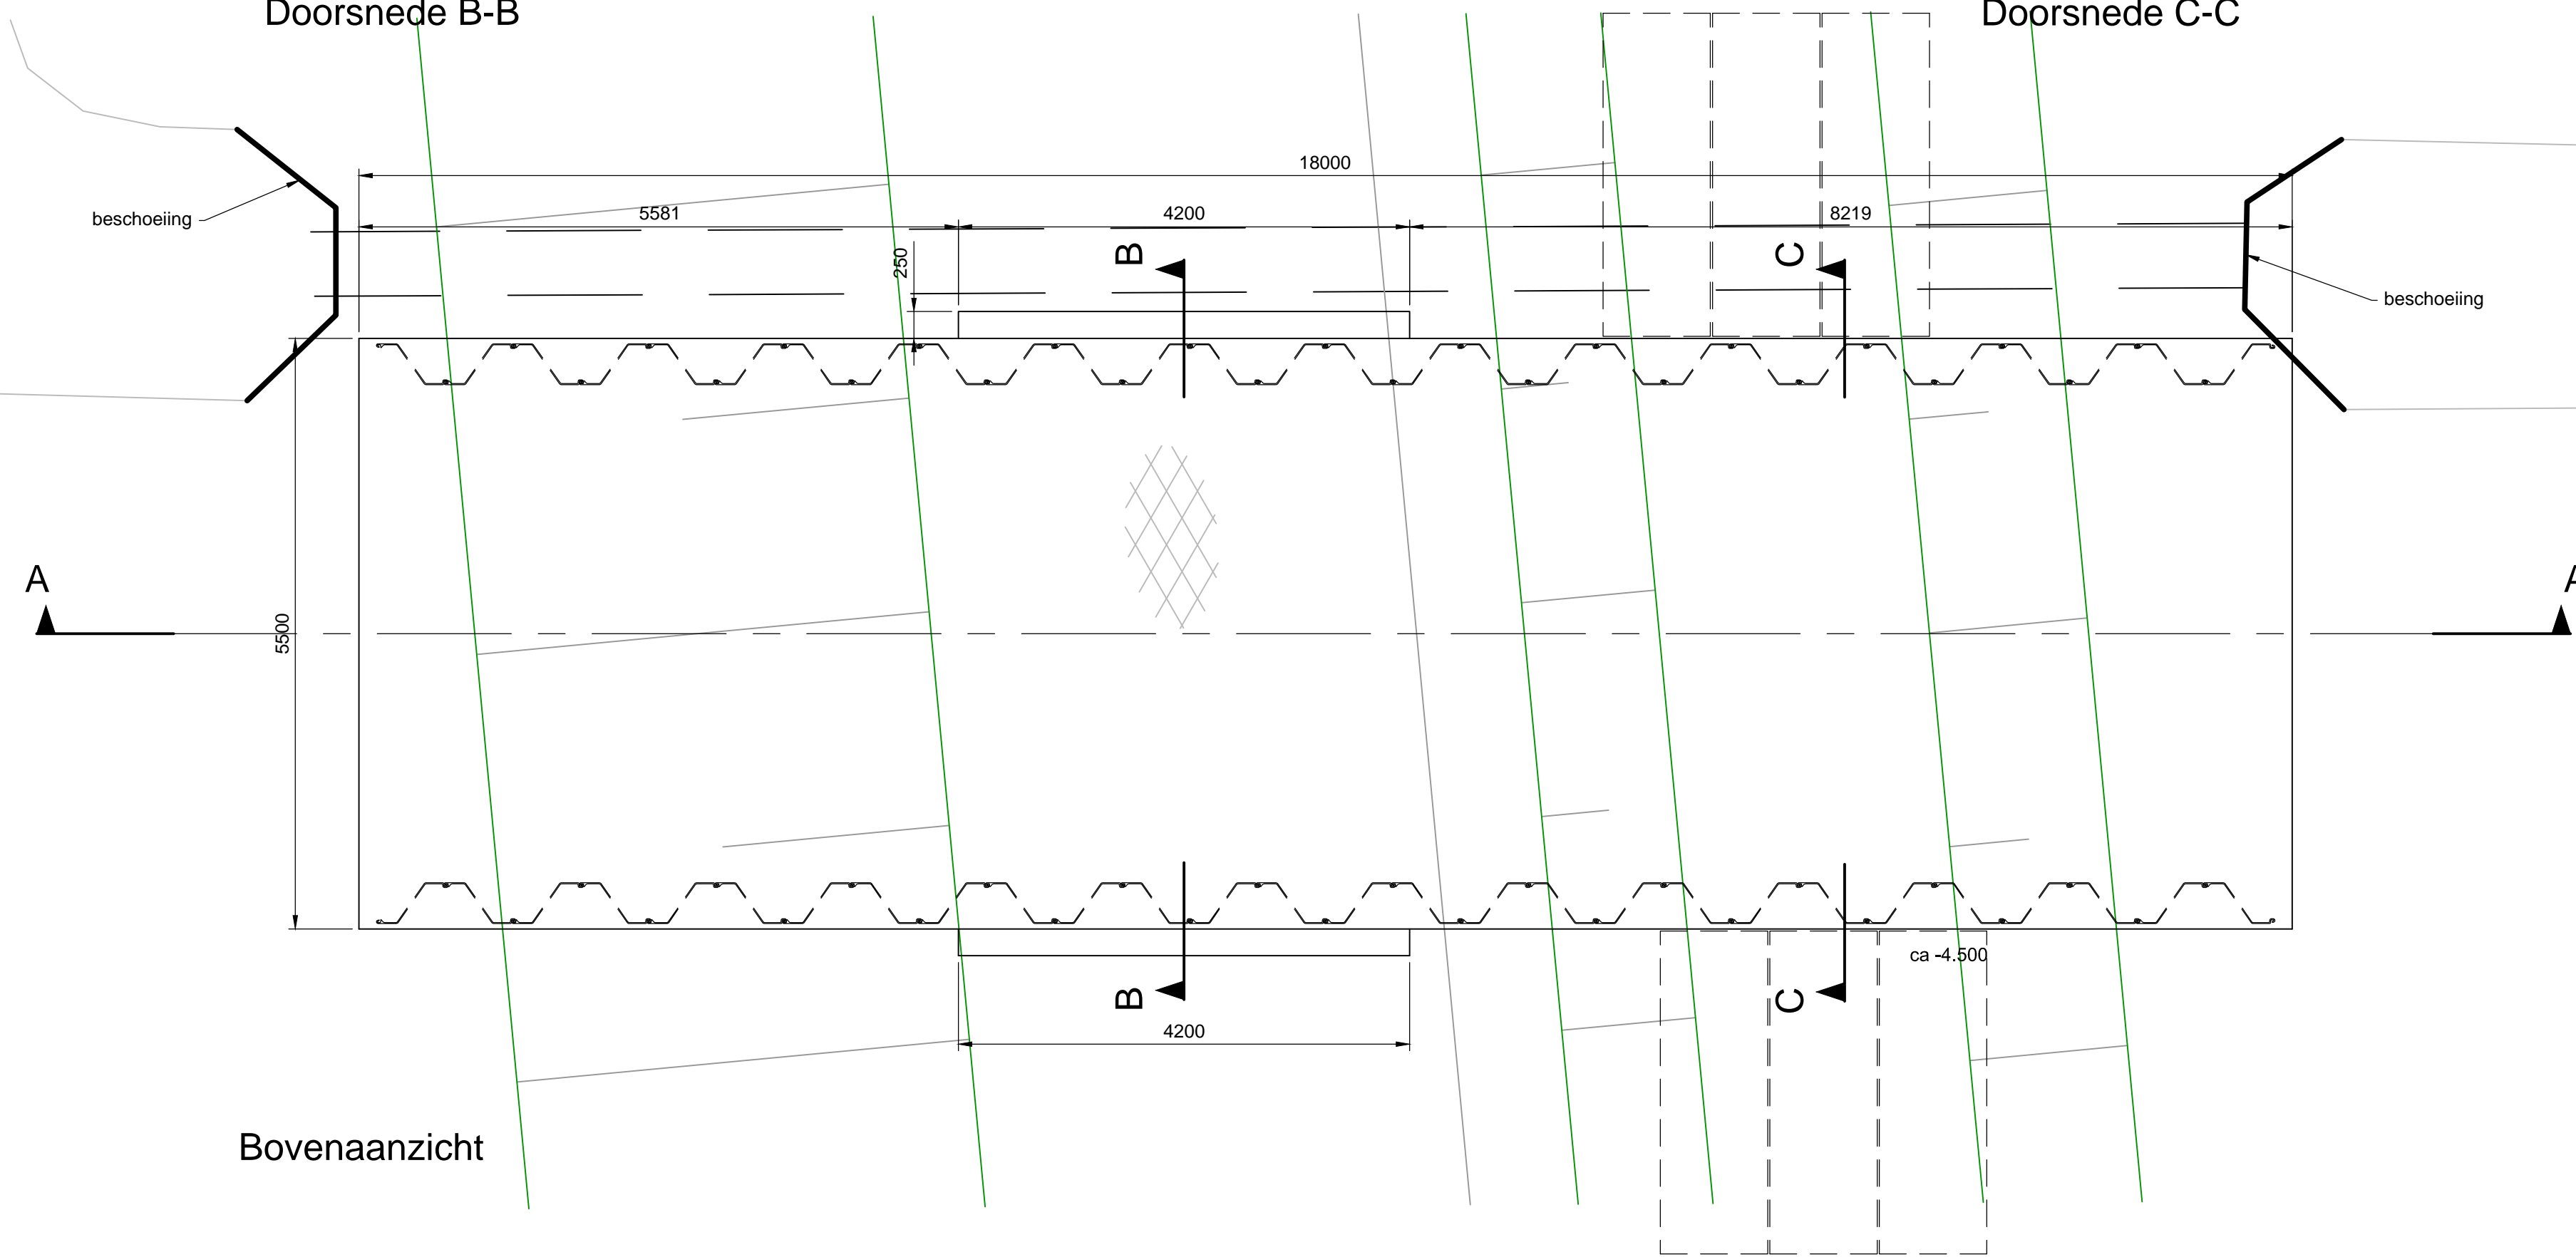 Doorsnede B-B
Doorsnede C-C
18000
beschoeiing
5581
4200
8219
250
B
C
beschoeiing
A
A
5500
ca -4.500
B
C
4200
Bovenaanzicht